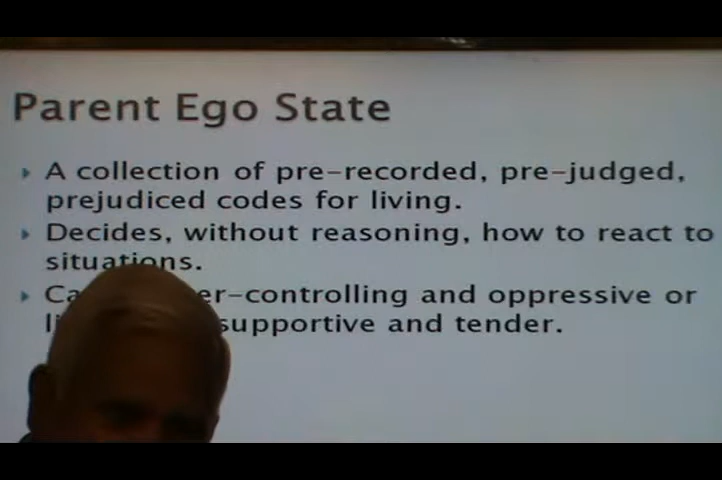 Parent Ego State
A collection of pre-recorded, pre-judged,
prejudiced codes for living.
Decides, without reasoning, how to react to
situations.
er-controlling and oppressive or
supportive and tender.